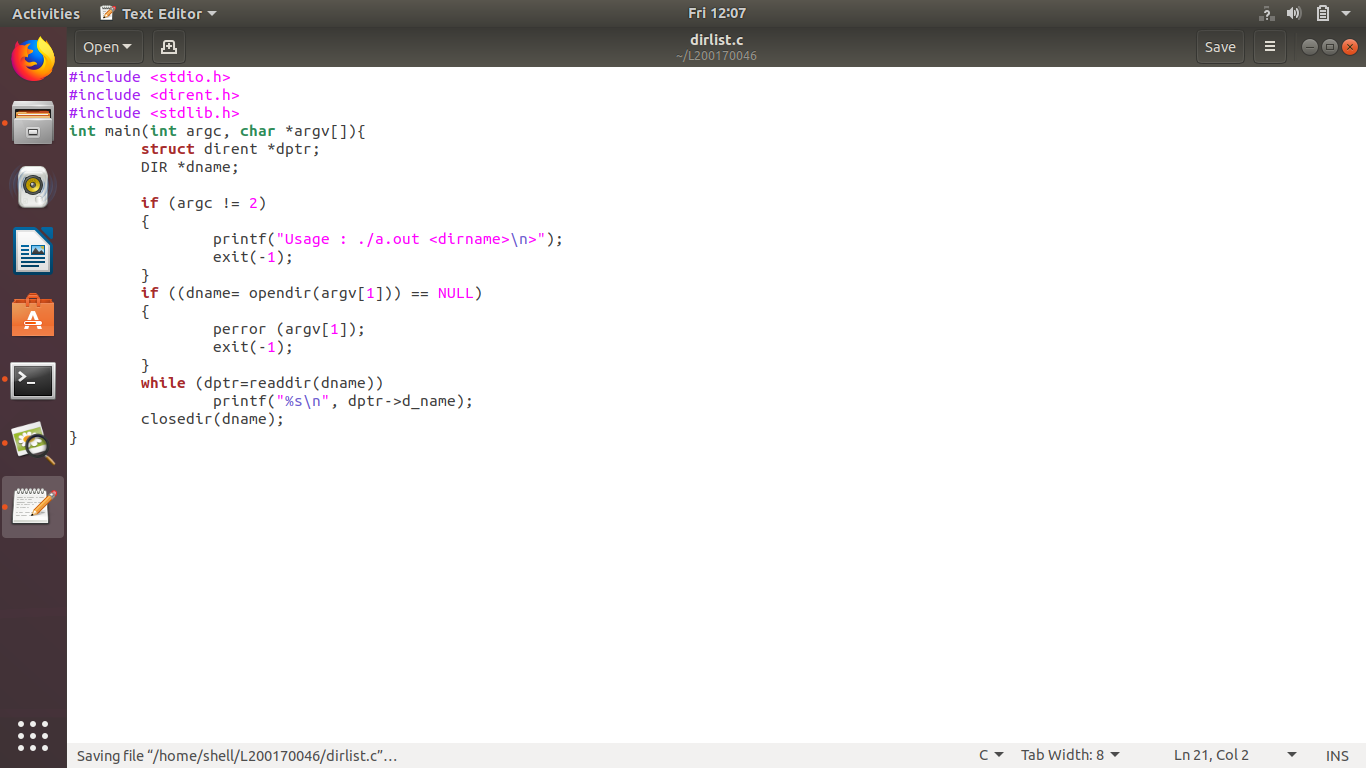 Activities Text Editor Fri 12:07
Open dirlist.c Save
~/L200170046
#include <stdio.h>
#include <dirent.h>
#include <stdlib.h>
int main(int argc, char *argv[]){
        struct dirent *dptr;
        DIR *dname;

        if (argc != 2)
        {
                printf("Usage : ./a.out <dirname>\n>");
                exit(-1);
        }
        if ((dname= opendir(argv[1])) == NULL)
        {
                perror (argv[1]);
                exit(-1);
        }
        while (dptr=readdir(dname))
                printf("%s\n", dptr->d_name);
        closedir(dname);
}
Saving file “/home/shell/L200170046/dirlist.c”… C Tab Width: 8 Ln 21, Col 2 INS